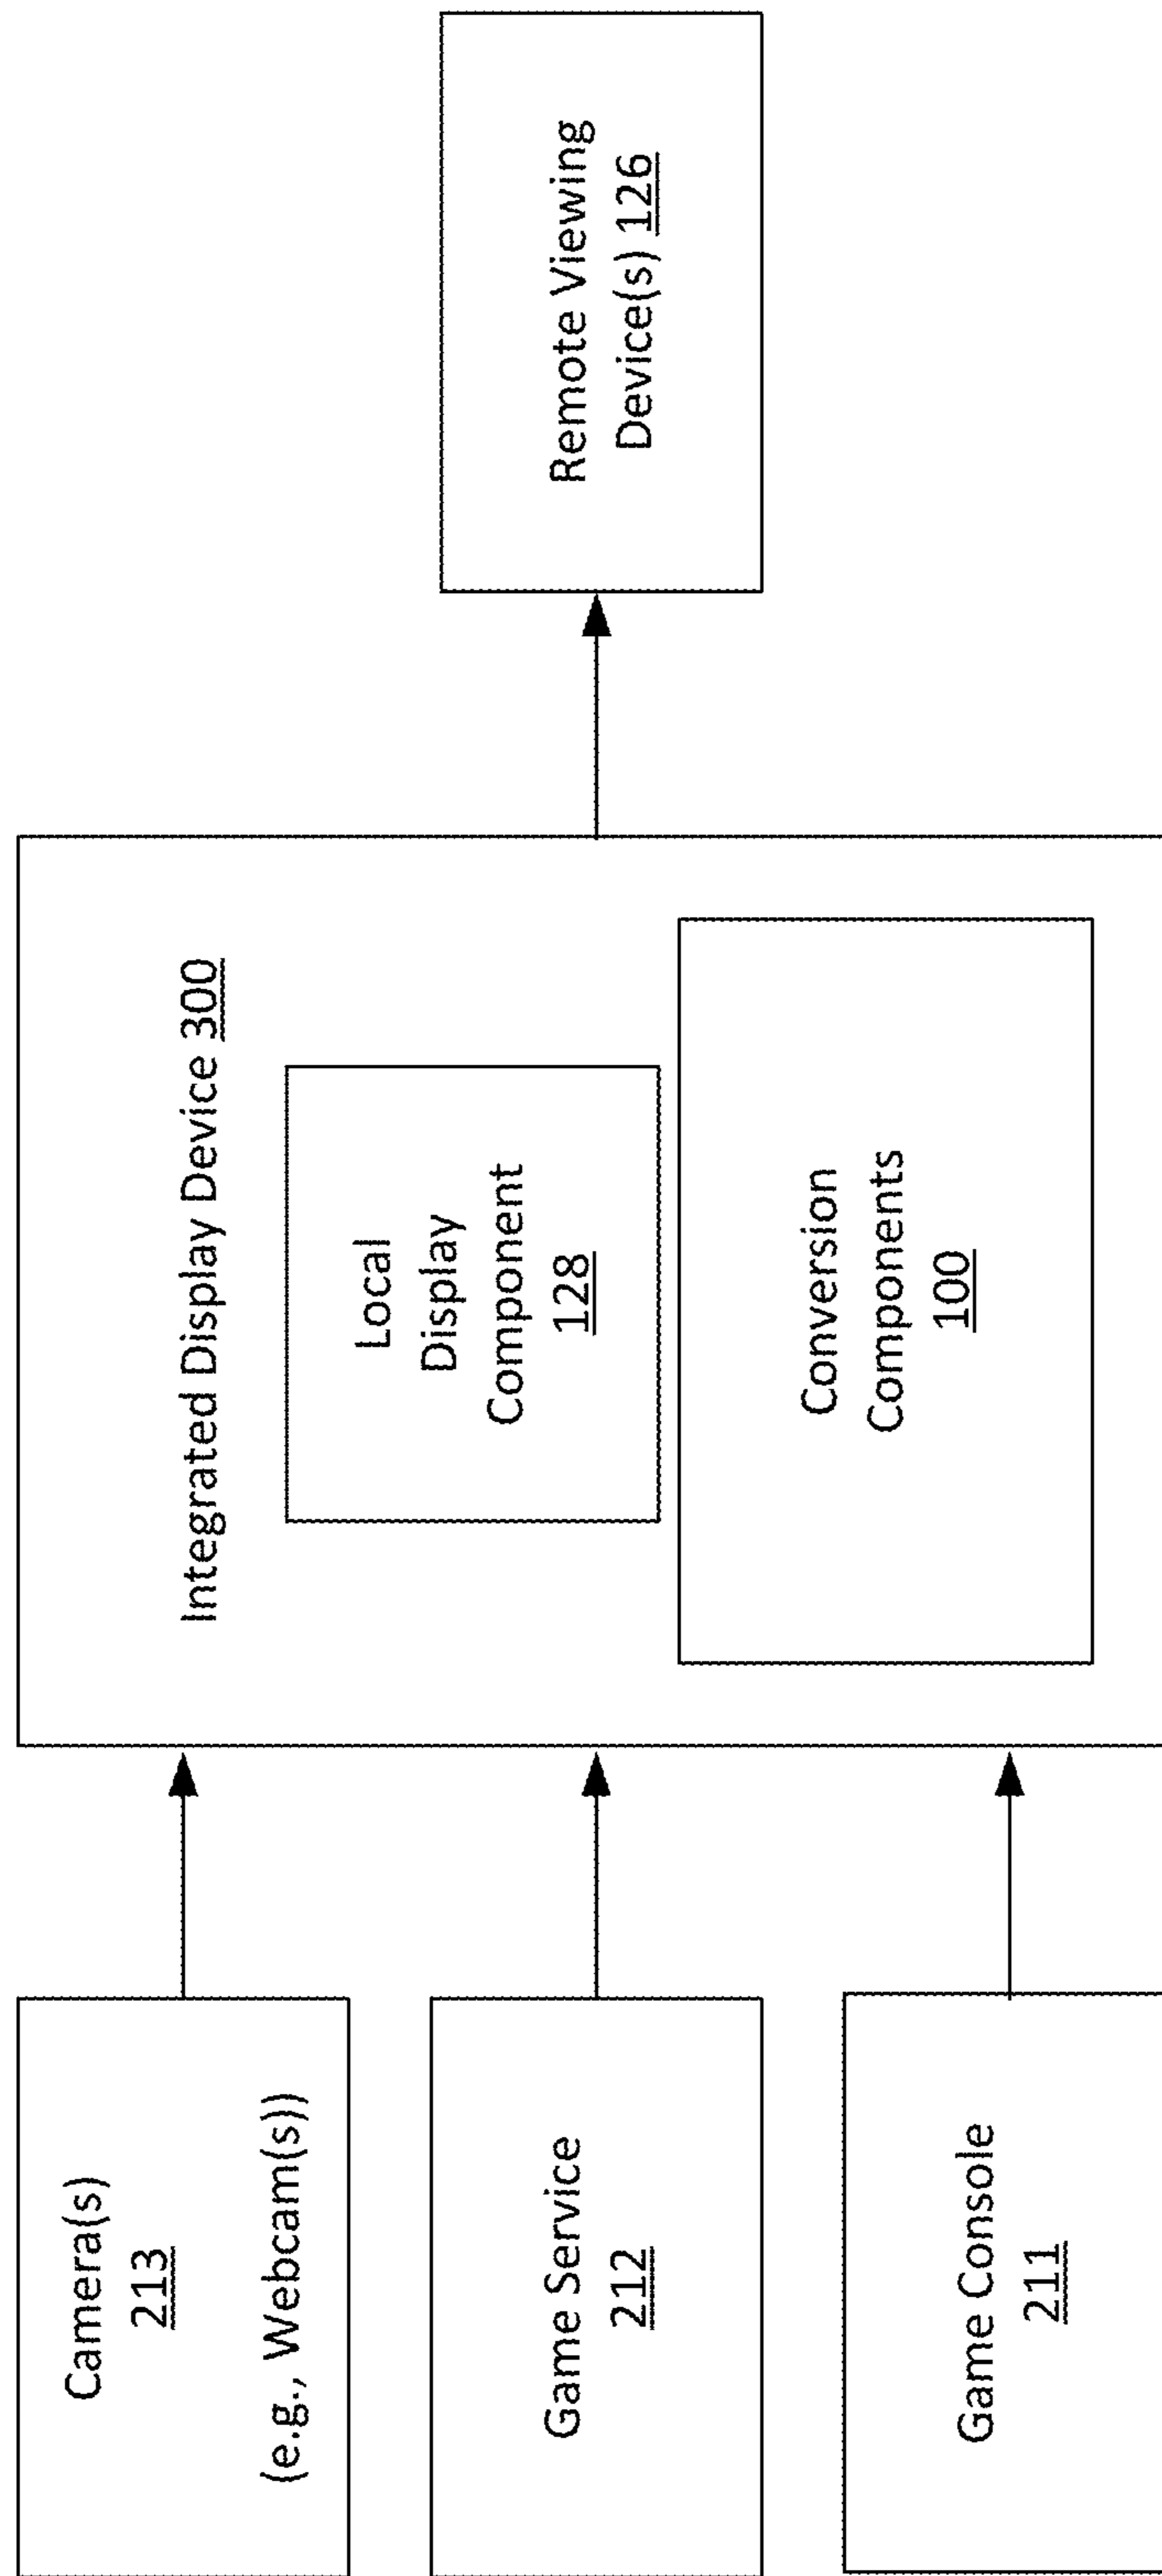 Camera(s)
213
(e.g., Webcam(s))
Game Service
212
Game Console
211
Integrated Display Device 300
Local
Display
Component
128
Conversion
Components
100
Remote Viewing
Device(s) 126